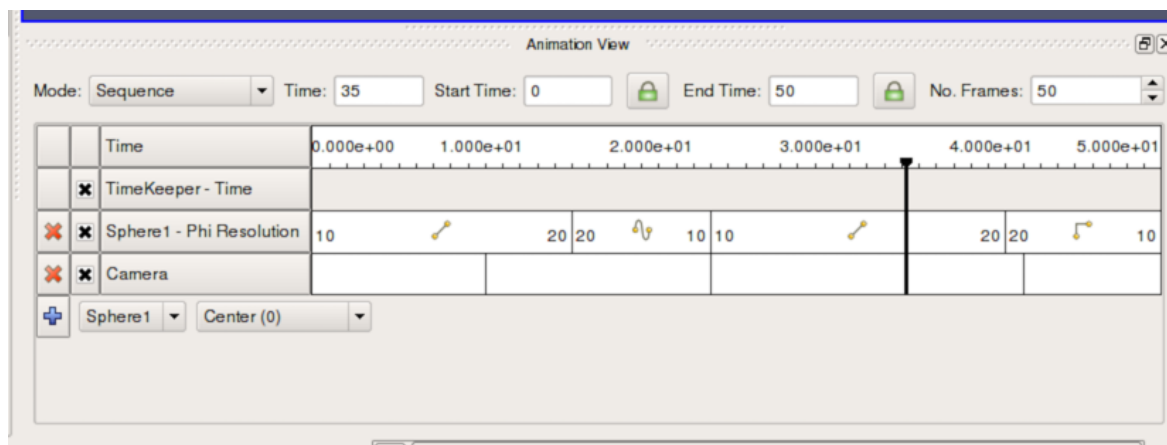 Animation View
Mode: Sequence Time: 35 Start Time: 0 End Time: 50 No. Frames: 50
Time 0.000e+00 1.000e+01 2.000e+01 3.000e+01 4.000e+01 5.000e+01
TimeKeeper - Time
Sphere1 - Phi Resolution 10 20 20 10 10 20 20 10
Camera
Sphere1 Center (0)